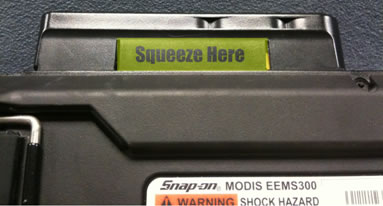 Squeeze Here
Snap-on® MODIS EEMS300
WARNING SHOCK HAZARD